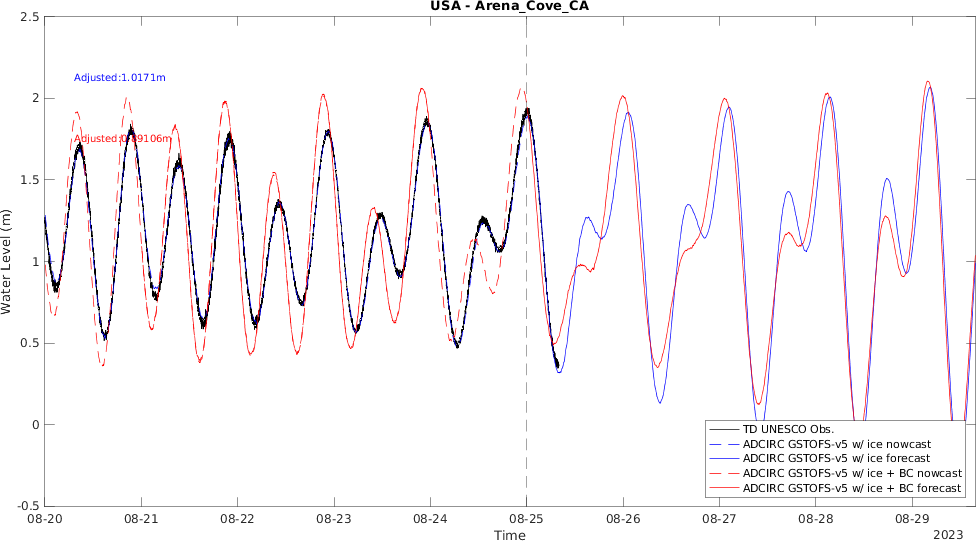 USA - Arena_Cove_CA
2.5
2
1.5
1
0.5
0
-0.5
Water Level (m)
Adjusted:1.0171m
Adjusted:0.89106m
TD UNESCO Obs.
ADCIRC GSTOFS-v5 w/ ice nowcast
ADCIRC GSTOFS-v5 w/ ice forecast
ADCIRC GSTOFS-v5 w/ ice + BC nowcast
ADCIRC GSTOFS-v5 w/ ice + BC forecast
08-20 08-21 08-22 08-23 08-24 08-25 08-26 08-27 08-28 08-29
Time
2023